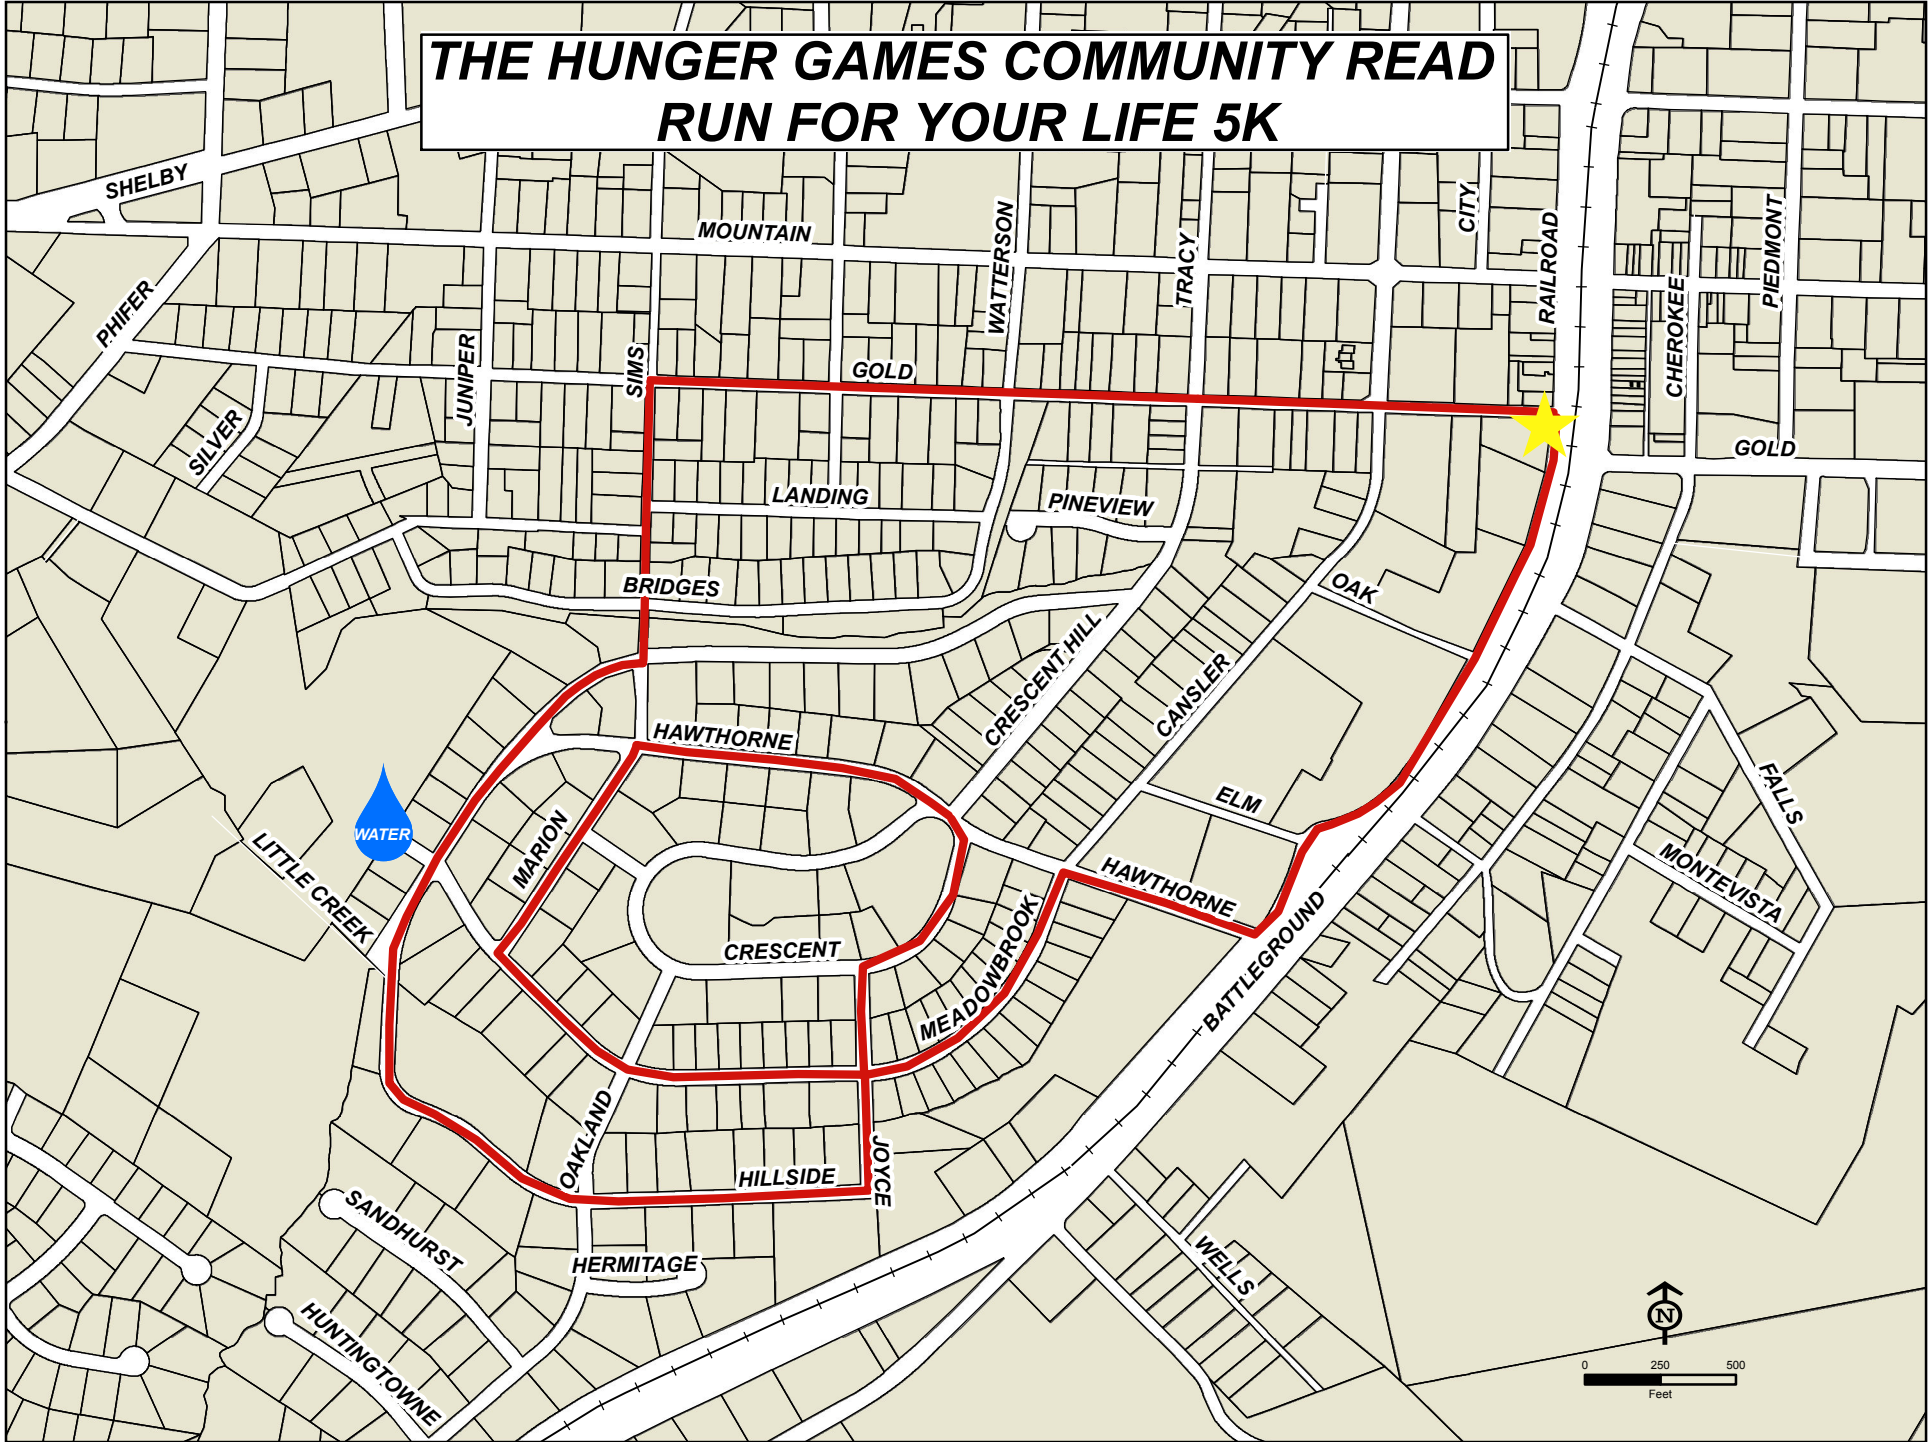 THE HUNGER GAMES COMMUNITY READ
RUN FOR YOUR LIFE 5K
SHELBY
MOUNTAIN
WATTERSON
TRACY
CITY
RAILROAD
PIEDMONT
CHEROKEE
PHIFER
JUNIPER
SIMS
GOLD
SILVER
GOLD
LANDING
PINEVIEW
BRIDGES
OAK
CRESCENT HILL
CANSLER
HAWTHORNE
ELM
FALLS
WATER
MARION
LITTLE CREEK
HAWTHORNE
MONTEVISTA
CRESCENT
MEADOWBROOK
BATTLEGROUND
OAKLAND
HILLSIDE
JOYCE
SANDHURST
HERMITAGE
WELLS
HUNTINGTOWNE
N
0 250 500
Feet